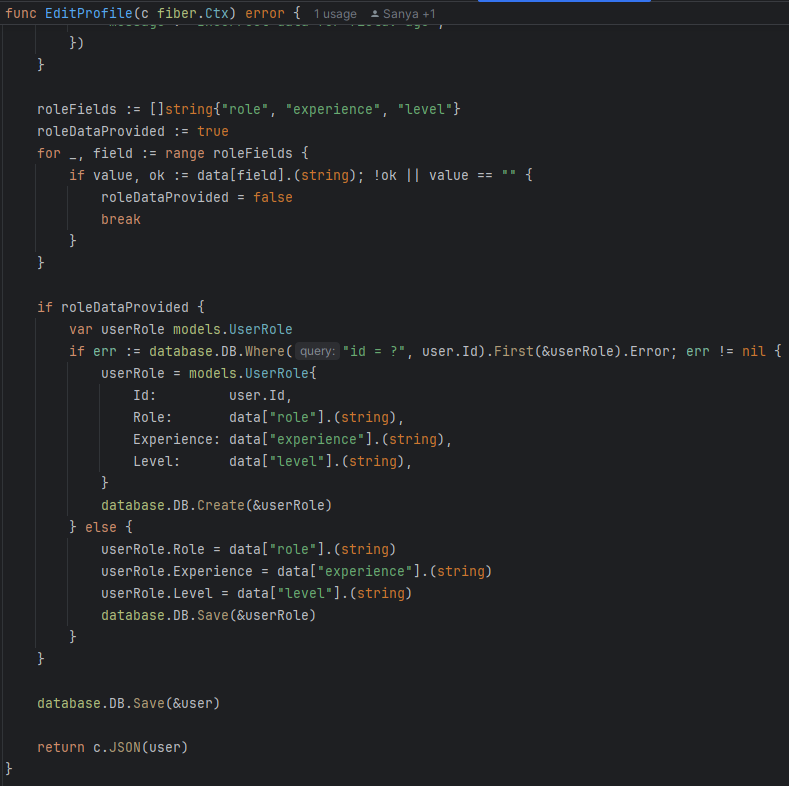 func EditProfile(c fiber.Ctx) error { 1 usage Sanya +1
})
}
roleFields := []string{"role", "experience", "level"}
roleDataProvided := true
for _, field := range roleFields {
if value, ok := data[field].(string); !ok || value == "" {
roleDataProvided = false
break
}
}
if roleDataProvided {
var userRole models.UserRole
if err := database.DB.Where( query: "id = ?", user.Id).First(&userRole).Error; err != nil {
userRole = models.UserRole{
Id: user.Id,
Role: data["role"].(string),
Experience: data["experience"].(string),
Level: data["level"].(string),
}
database.DB.Create(&userRole)
} else {
userRole.Role = data["role"].(string)
userRole.Experience = data["experience"].(string)
userRole.Level = data["level"].(string)
database.DB.Save(&userRole)
}
}
database.DB.Save(&user)
return c.JSON(user)
}